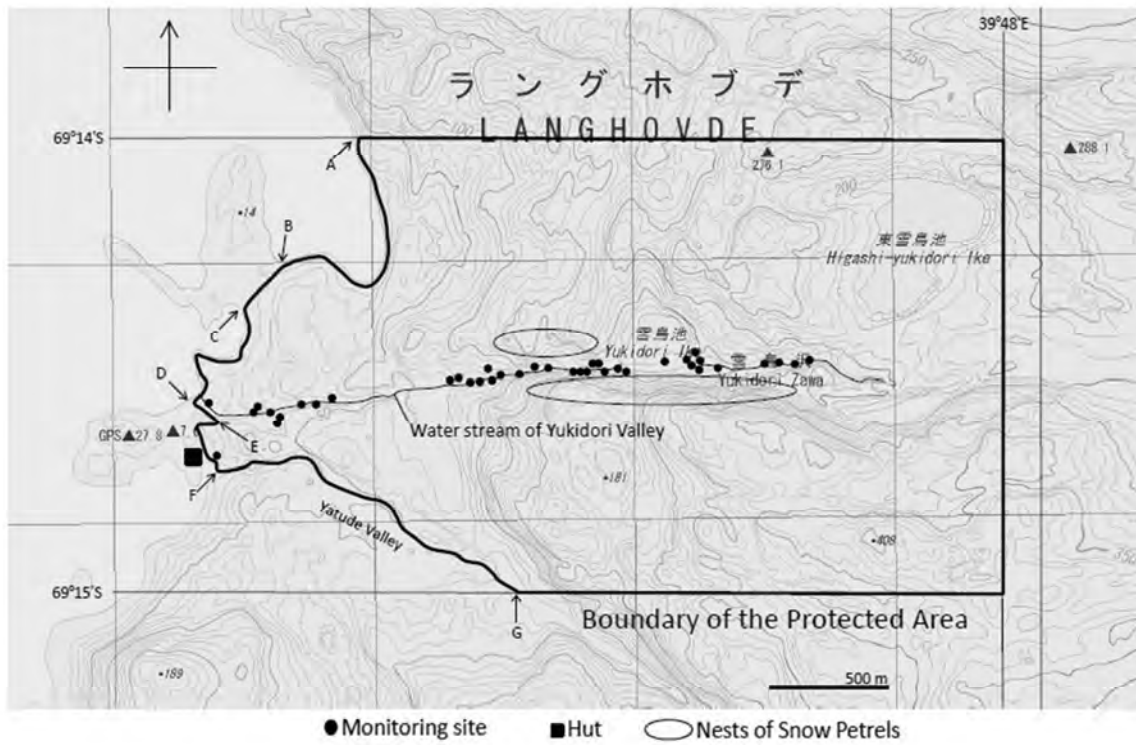 39°48′E
250
ラングホブデ
LANGHOVDE
100
69°14′S
A
276.1
288.1
200
B
14
東雪鳥池
Higashi-yukidori Ike
C
雪鳥池
Yukidori Ike
D
雪鳥沢
Yukidori Zawa
GPS 27.8
E
Water stream of Yukidori Valley
F
181
Yatude Valley
408
350
69°15′S
G
Boundary of the Protected Area
189
500 m
Monitoring site Hut Nests of Snow Petrels